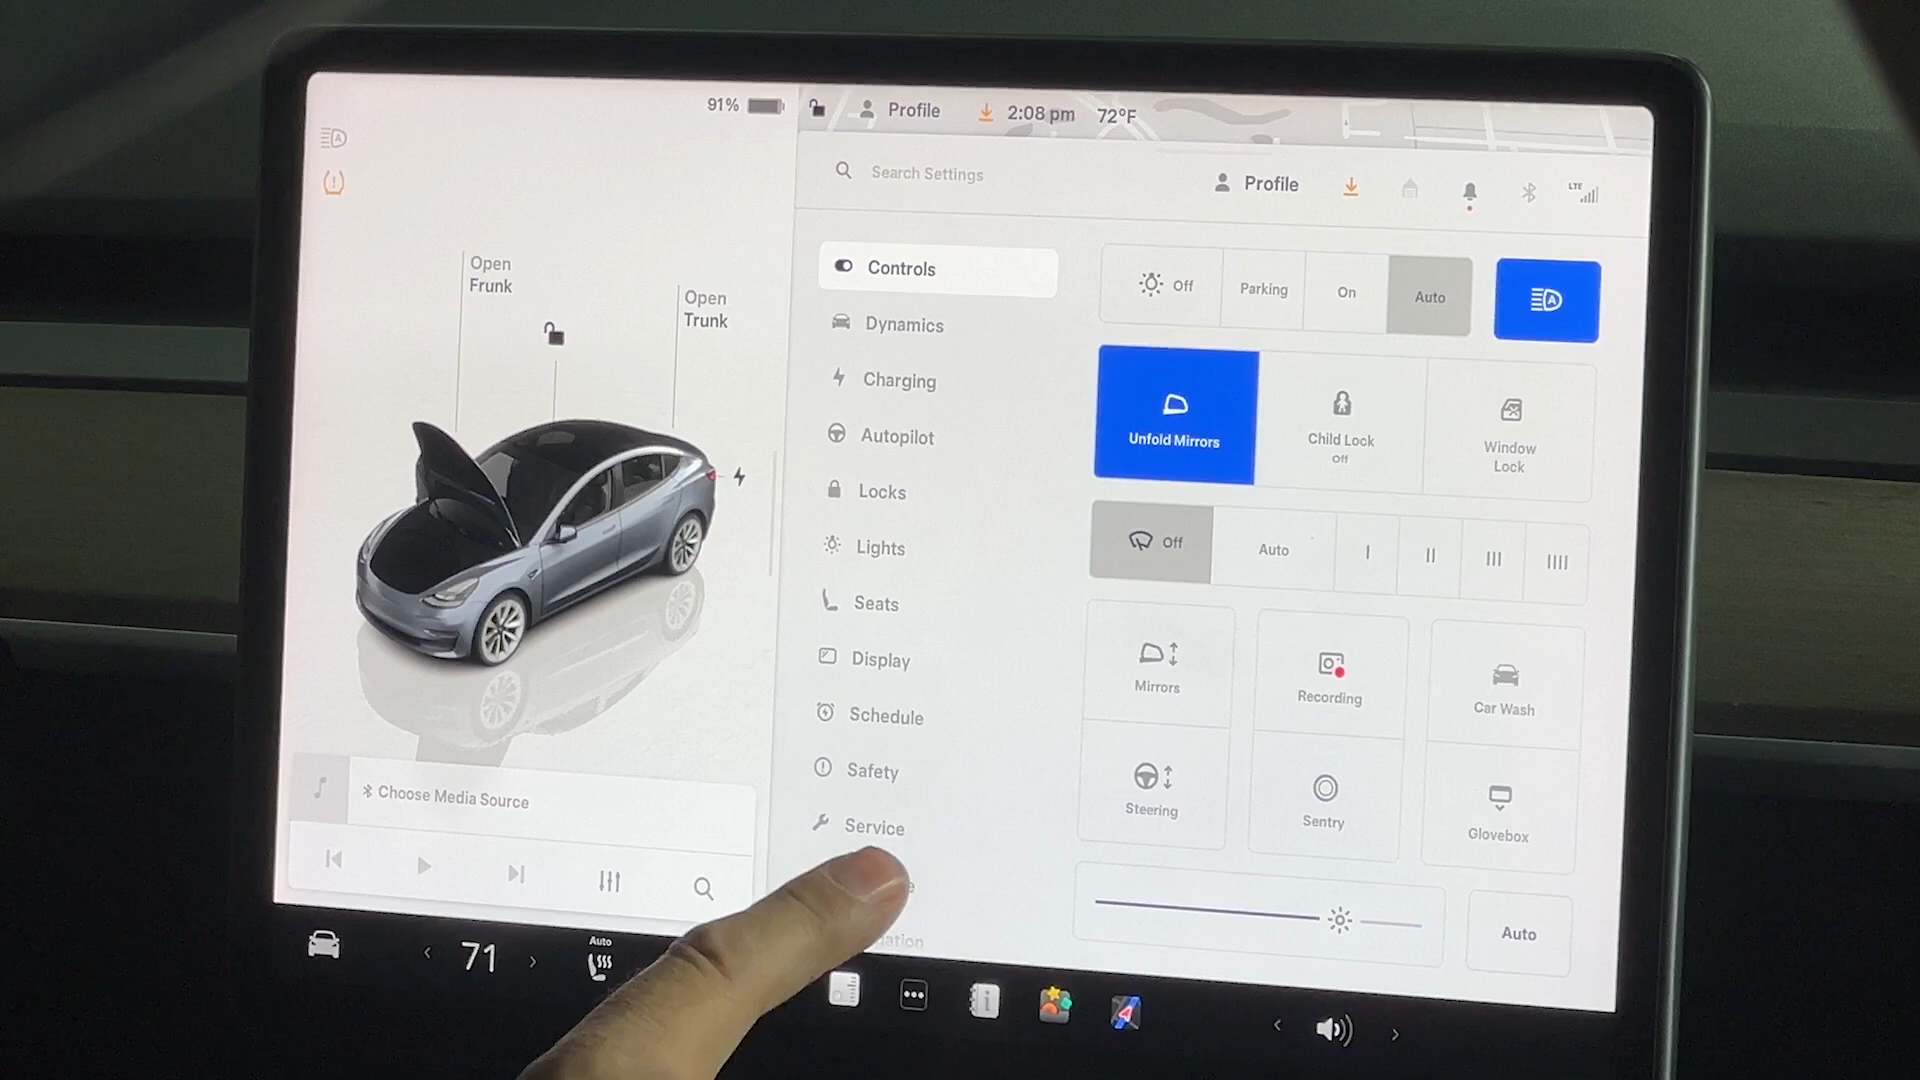 91%
Profile
2:08 pm
72°F
Search Settings
Profile
LTE
Open
Frunk
Open
Trunk
Choose Media Source
71
Auto
Controls
Dynamics
Charging
Autopilot
Locks
Lights
Seats
Display
Schedule
Safety
Service
Off
Parking
On
Auto
Unfold Mirrors
Child Lock
Off
Window
Lock
Off
Auto
I
II
III
IIII
Mirrors
Recording
Car Wash
Steering
Sentry
Glovebox
Auto